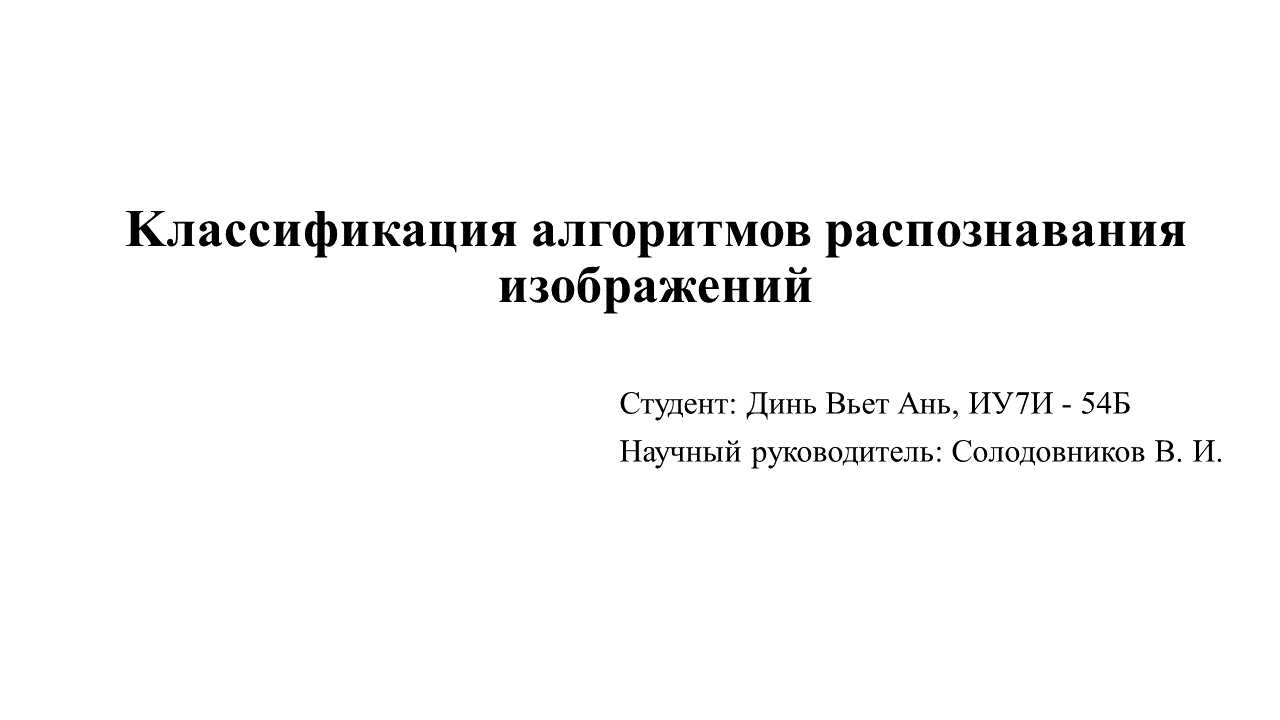 Классификация алгоритмов распознавания
изображений
Студент: Динь Вьет Ань, ИУ7И - 54Б
Научный руководитель: Солодовников В. И.